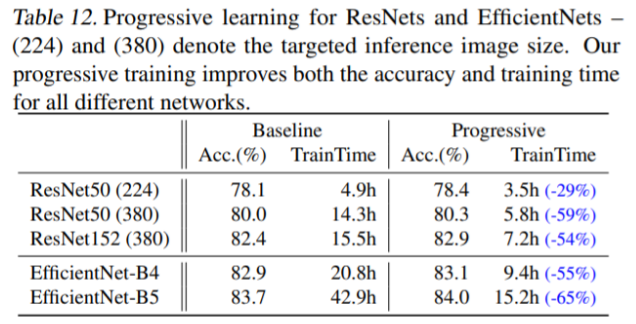 Table 12. Progressive learning for ResNets and EfficientNets –
(224) and (380) denote the targeted inference image size. Our
progressive training improves both the accuracy and training time
for all different networks.
Baseline Progressive
Acc.(%) TrainTime Acc.(%) TrainTime
ResNet50 (224) 78.1 4.9h 78.4 3.5h (-29%)
ResNet50 (380) 80.0 14.3h 80.3 5.8h (-59%)
ResNet152 (380) 82.4 15.5h 82.9 7.2h (-54%)
EfficientNet-B4 82.9 20.8h 83.1 9.4h (-55%)
EfficientNet-B5 83.7 42.9h 84.0 15.2h (-65%)